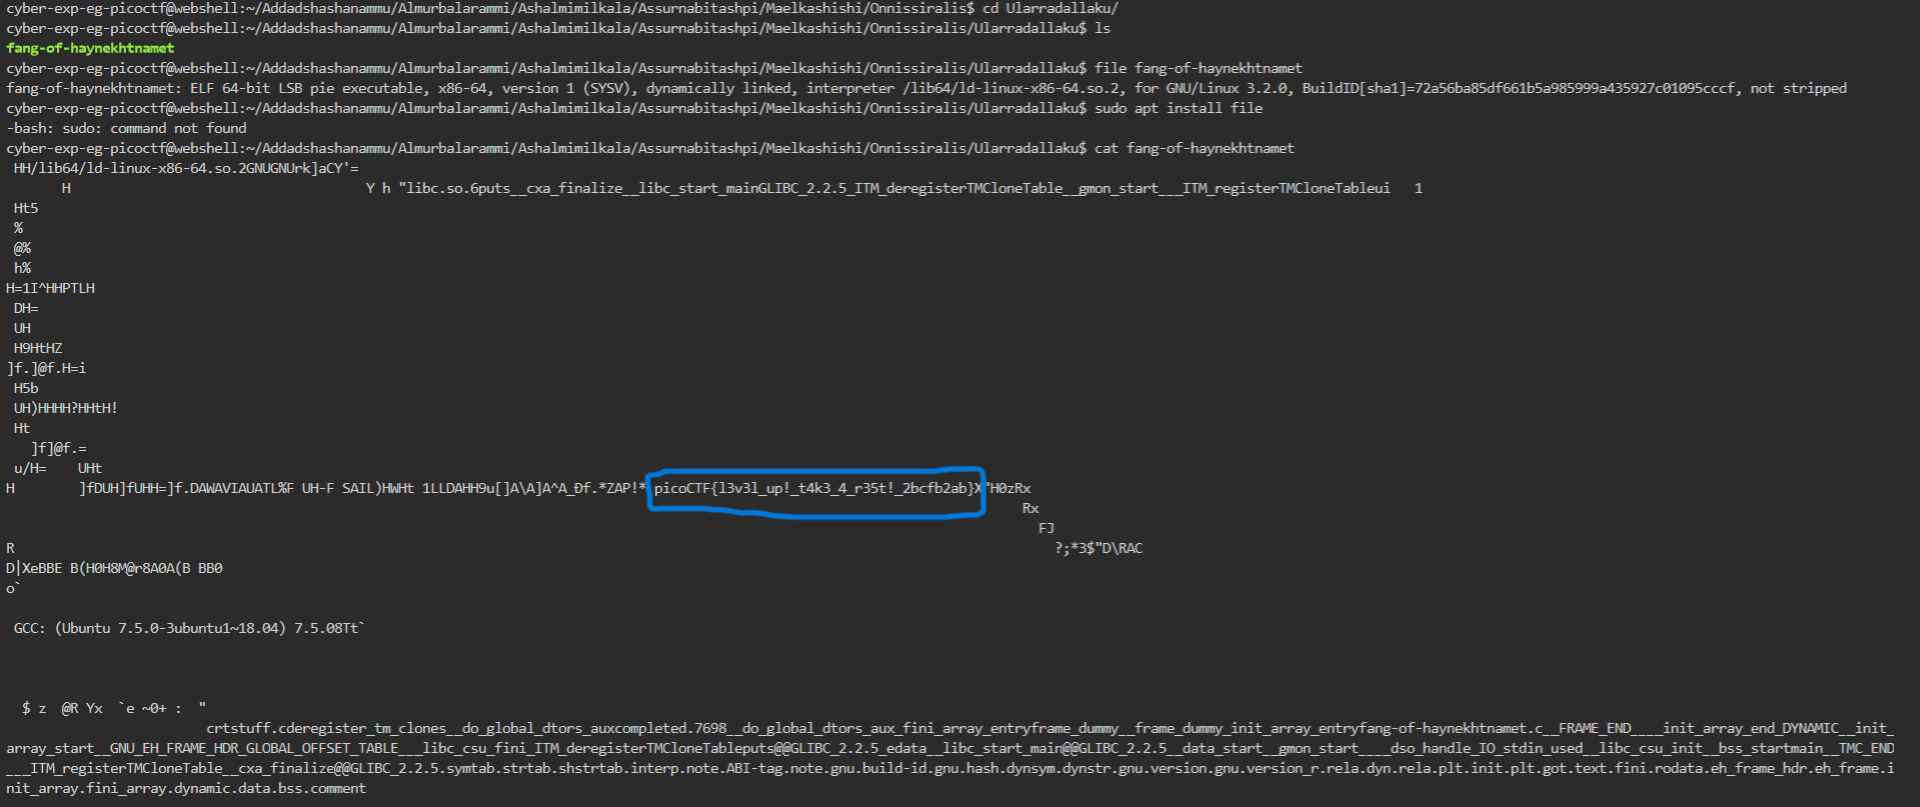 cyber-exp-eg-picoctf@webshell:~/Addadshashanammu/Almurbalarammi/Ashalmimilkala/Assurnabitashpi/Maelkashishi/Onnissiralis$ cd Ularradallaku/
cyber-exp-eg-picoctf@webshell:~/Addadshashanammu/Almurbalarammi/Ashalmimilkala/Assurnabitashpi/Maelkashishi/Onnissiralis/Ularradallaku$ ls
fang-of-haynekhtnamet
cyber-exp-eg-picoctf@webshell:~/Addadshashanammu/Almurbalarammi/Ashalmimilkala/Assurnabitashpi/Maelkashishi/Onnissiralis/Ularradallaku$ file fang-of-haynekhtnamet
fang-of-haynekhtnamet: ELF 64-bit LSB pie executable, x86-64, version 1 (SYSV), dynamically linked, interpreter /lib64/ld-linux-x86-64.so.2, for GNU/Linux 3.2.0, BuildID[sha1]=72a56ba85df661b5a985999a435927c01095cccf, not stripped
cyber-exp-eg-picoctf@webshell:~/Addadshashanammu/Almurbalarammi/Ashalmimilkala/Assurnabitashpi/Maelkashishi/Onnissiralis/Ularradallaku$ sudo apt install file
-bash: sudo: command not found
cyber-exp-eg-picoctf@webshell:~/Addadshashanammu/Almurbalarammi/Ashalmimilkala/Assurnabitashpi/Maelkashishi/Onnissiralis/Ularradallaku$ cat fang-of-haynekhtnamet
HH/lib64/ld-linux-x86-64.so.2GNUGNUrk]aCY'=
H Y h "libc.so.6puts__cxa_finalize__libc_start_mainGLIBC_2.2.5_ITM_deregisterTMCloneTable__gmon_start___ITM_registerTMCloneTableui 1
Ht5
%
@%
h%
H=1I^HHPTLH
DH=
UH
H9HtHZ
]f.]@f.H=i
H5b
UH)HHHH?HHtH!
Ht
]f]@f.=
u/H= UHt
H ]fDUH]fUHH=]f.DAWAVIAUATL%F UH-F SAIL)HWHt 1LLDAHH9u[]A\A]A^A_Ðf.*ZAP!* picoCTF{l3v3l_up!_t4k3_4_r35t!_2bcfb2ab}X"H0zRx
Rx
FJ
R ?;*3$"D\RAC
D|XeBBE B(H0H8M@r8A0A(B BB0
o`
GCC: (Ubuntu 7.5.0-3ubuntu1~18.04) 7.5.08Tt`
$ z @R Yx `e ~0+ : "
crtstuff.cderegister_tm_clones__do_global_dtors_auxcompleted.7698__do_global_dtors_aux_fini_array_entryframe_dummy__frame_dummy_init_array_entryfang-of-haynekhtnamet.c__FRAME_END____init_array_end_DYNAMIC__init_
array_start__GNU_EH_FRAME_HDR_GLOBAL_OFFSET_TABLE___libc_csu_fini_ITM_deregisterTMCloneTableputs@@GLIBC_2.2.5_edata__libc_start_main@@GLIBC_2.2.5__data_start__gmon_start____dso_handle_IO_stdin_used__libc_csu_init__bss_startmain__TMC_END
___ITM_registerTMCloneTable__cxa_finalize@@GLIBC_2.2.5.symtab.strtab.shstrtab.interp.note.ABI-tag.note.gnu.build-id.gnu.hash.dynsym.dynstr.gnu.version.gnu.version_r.rela.dyn.rela.plt.init.plt.got.text.fini.rodata.eh_frame_hdr.eh_frame.i
nit_array.fini_array.dynamic.data.bss.comment